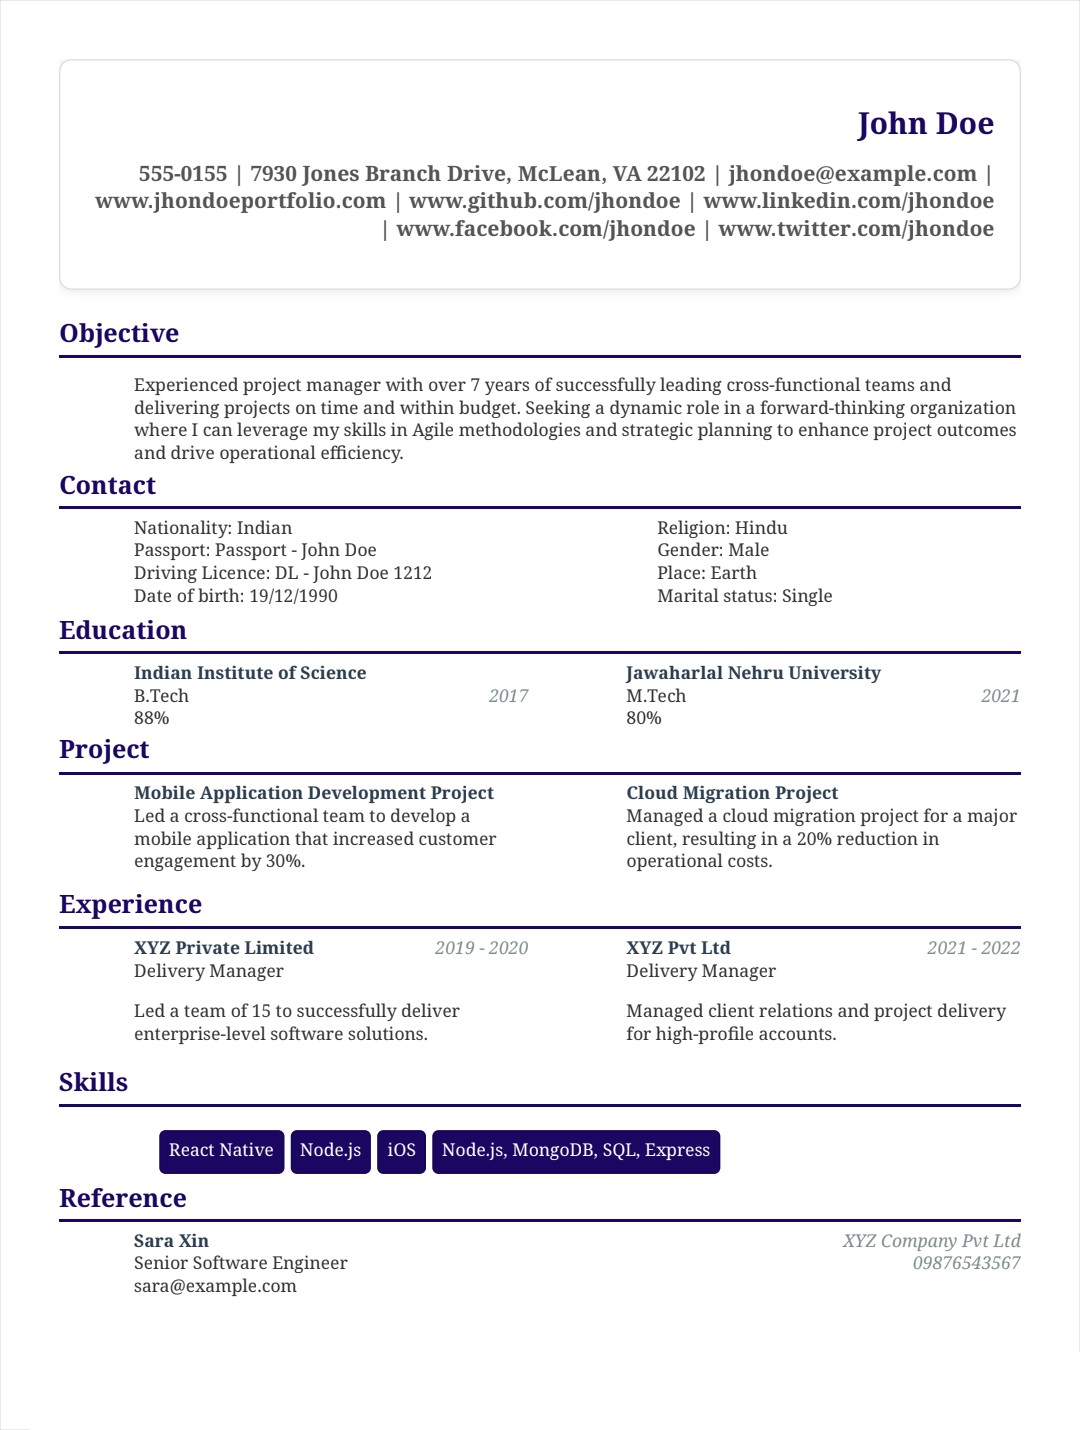 John Doe
555-0155 | 7930 Jones Branch Drive, McLean, VA 22102 | jhondoe@example.com |
www.jhondoeportfolio.com | www.github.com/jhondoe | www.linkedin.com/jhondoe
| www.facebook.com/jhondoe | www.twitter.com/jhondoe
Objective
Experienced project manager with over 7 years of successfully leading cross-functional teams and
delivering projects on time and within budget. Seeking a dynamic role in a forward-thinking organization
where I can leverage my skills in Agile methodologies and strategic planning to enhance project outcomes
and drive operational efficiency.
Contact
Nationality: Indian
Passport: Passport - John Doe
Driving Licence: DL - John Doe 1212
Date of birth: 19/12/1990
Religion: Hindu
Gender: Male
Place: Earth
Marital status: Single
Education
Indian Institute of Science
B.Tech 2017
88%
Jawaharlal Nehru University
M.Tech 2021
80%
Project
Mobile Application Development Project
Led a cross-functional team to develop a
mobile application that increased customer
engagement by 30%.
Cloud Migration Project
Managed a cloud migration project for a major
client, resulting in a 20% reduction in
operational costs.
Experience
XYZ Private Limited 2019 - 2020
Delivery Manager
Led a team of 15 to successfully deliver
enterprise-level software solutions.
XYZ Pvt Ltd 2021 - 2022
Delivery Manager
Managed client relations and project delivery
for high-profile accounts.
Skills
React Native Node.js iOS Node.js, MongoDB, SQL, Express
Reference
Sara Xin XYZ Company Pvt Ltd
Senior Software Engineer 09876543567
sara@example.com